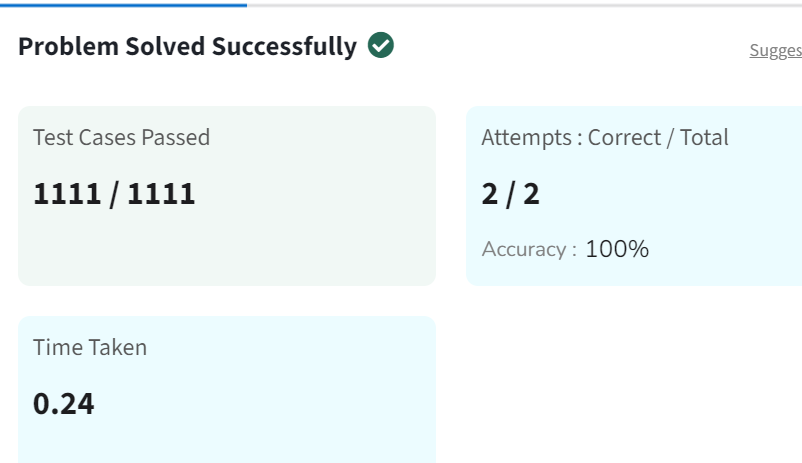 Problem Solved Successfully
Sugges
Test Cases Passed
1111 / 1111
Attempts : Correct / Total
2 / 2
Accuracy : 100%
Time Taken
0.24